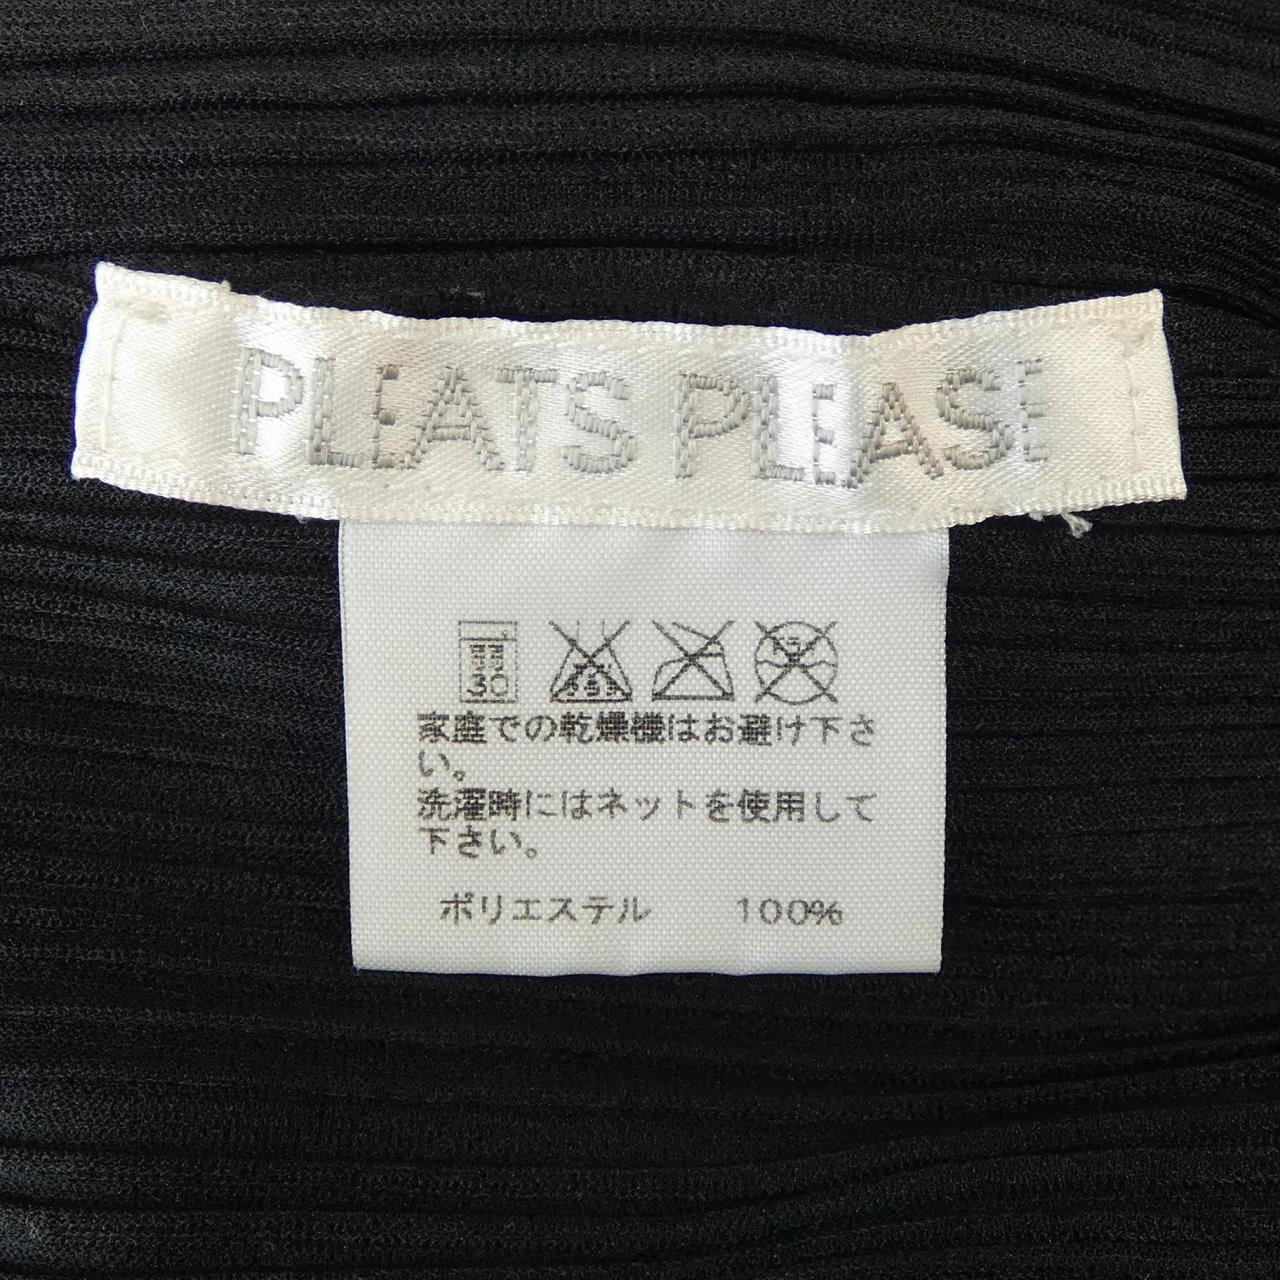 PLEATS PLEASE
30
家庭での乾燥機はお避け下さ
い。
洗濯時にはネットを使用して
下さい。
ポリエステル 100%